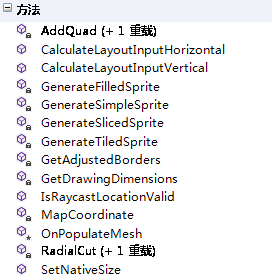 方法
AddQuad (+ 1 重载)
CalculateLayoutInputHorizontal
CalculateLayoutInputVertical
GenerateFilledSprite
GenerateSimpleSprite
GenerateSlicedSprite
GenerateTiledSprite
GetAdjustedBorders
GetDrawingDimensions
IsRaycastLocationValid
MapCoordinate
OnPopulateMesh
RadialCut (+ 1 重载)
SetNativeSize